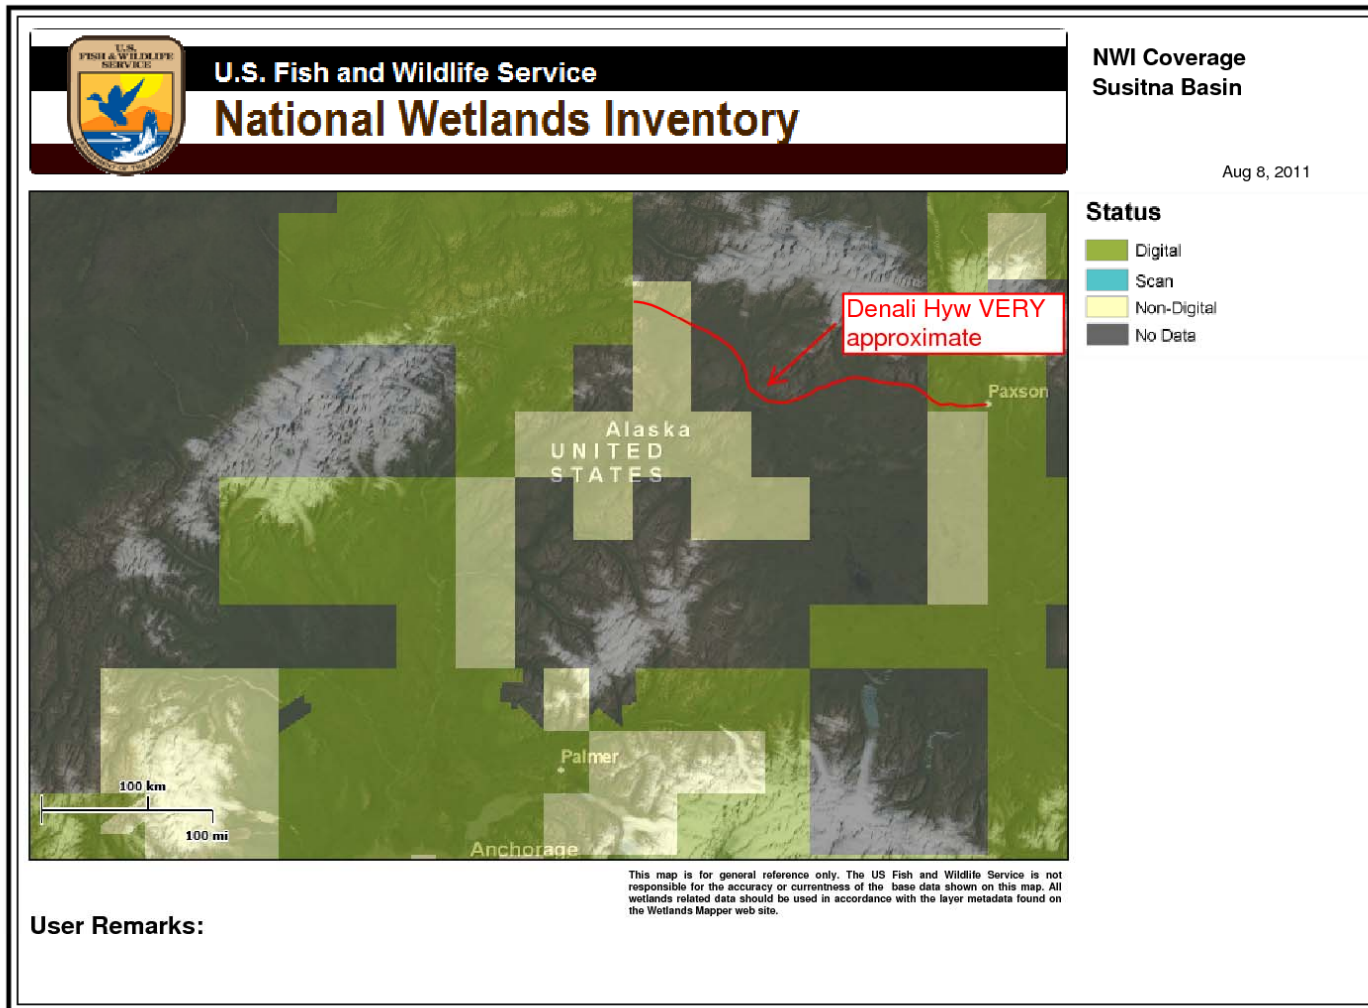 U.S.
FISH & WILDLIFE
SERVICE
DEPARTMENT OF THE INTERIOR
U.S. Fish and Wildlife Service
National Wetlands Inventory
NWI Coverage
Susitna Basin
Aug 8, 2011
Status
Digital
Scan
Non-Digital
No Data
Denali Hyw VERY
approximate
Paxson
Alaska
UNITED
STATES
Palmer
Anchorage
100 km
100 mi
This map is for general reference only. The US Fish and Wildlife Service is not
responsible for the accuracy or currentness of the base data shown on this map. All
wetlands related data should be used in accordance with the layer metadata found on
the Wetlands Mapper web site.
User Remarks: